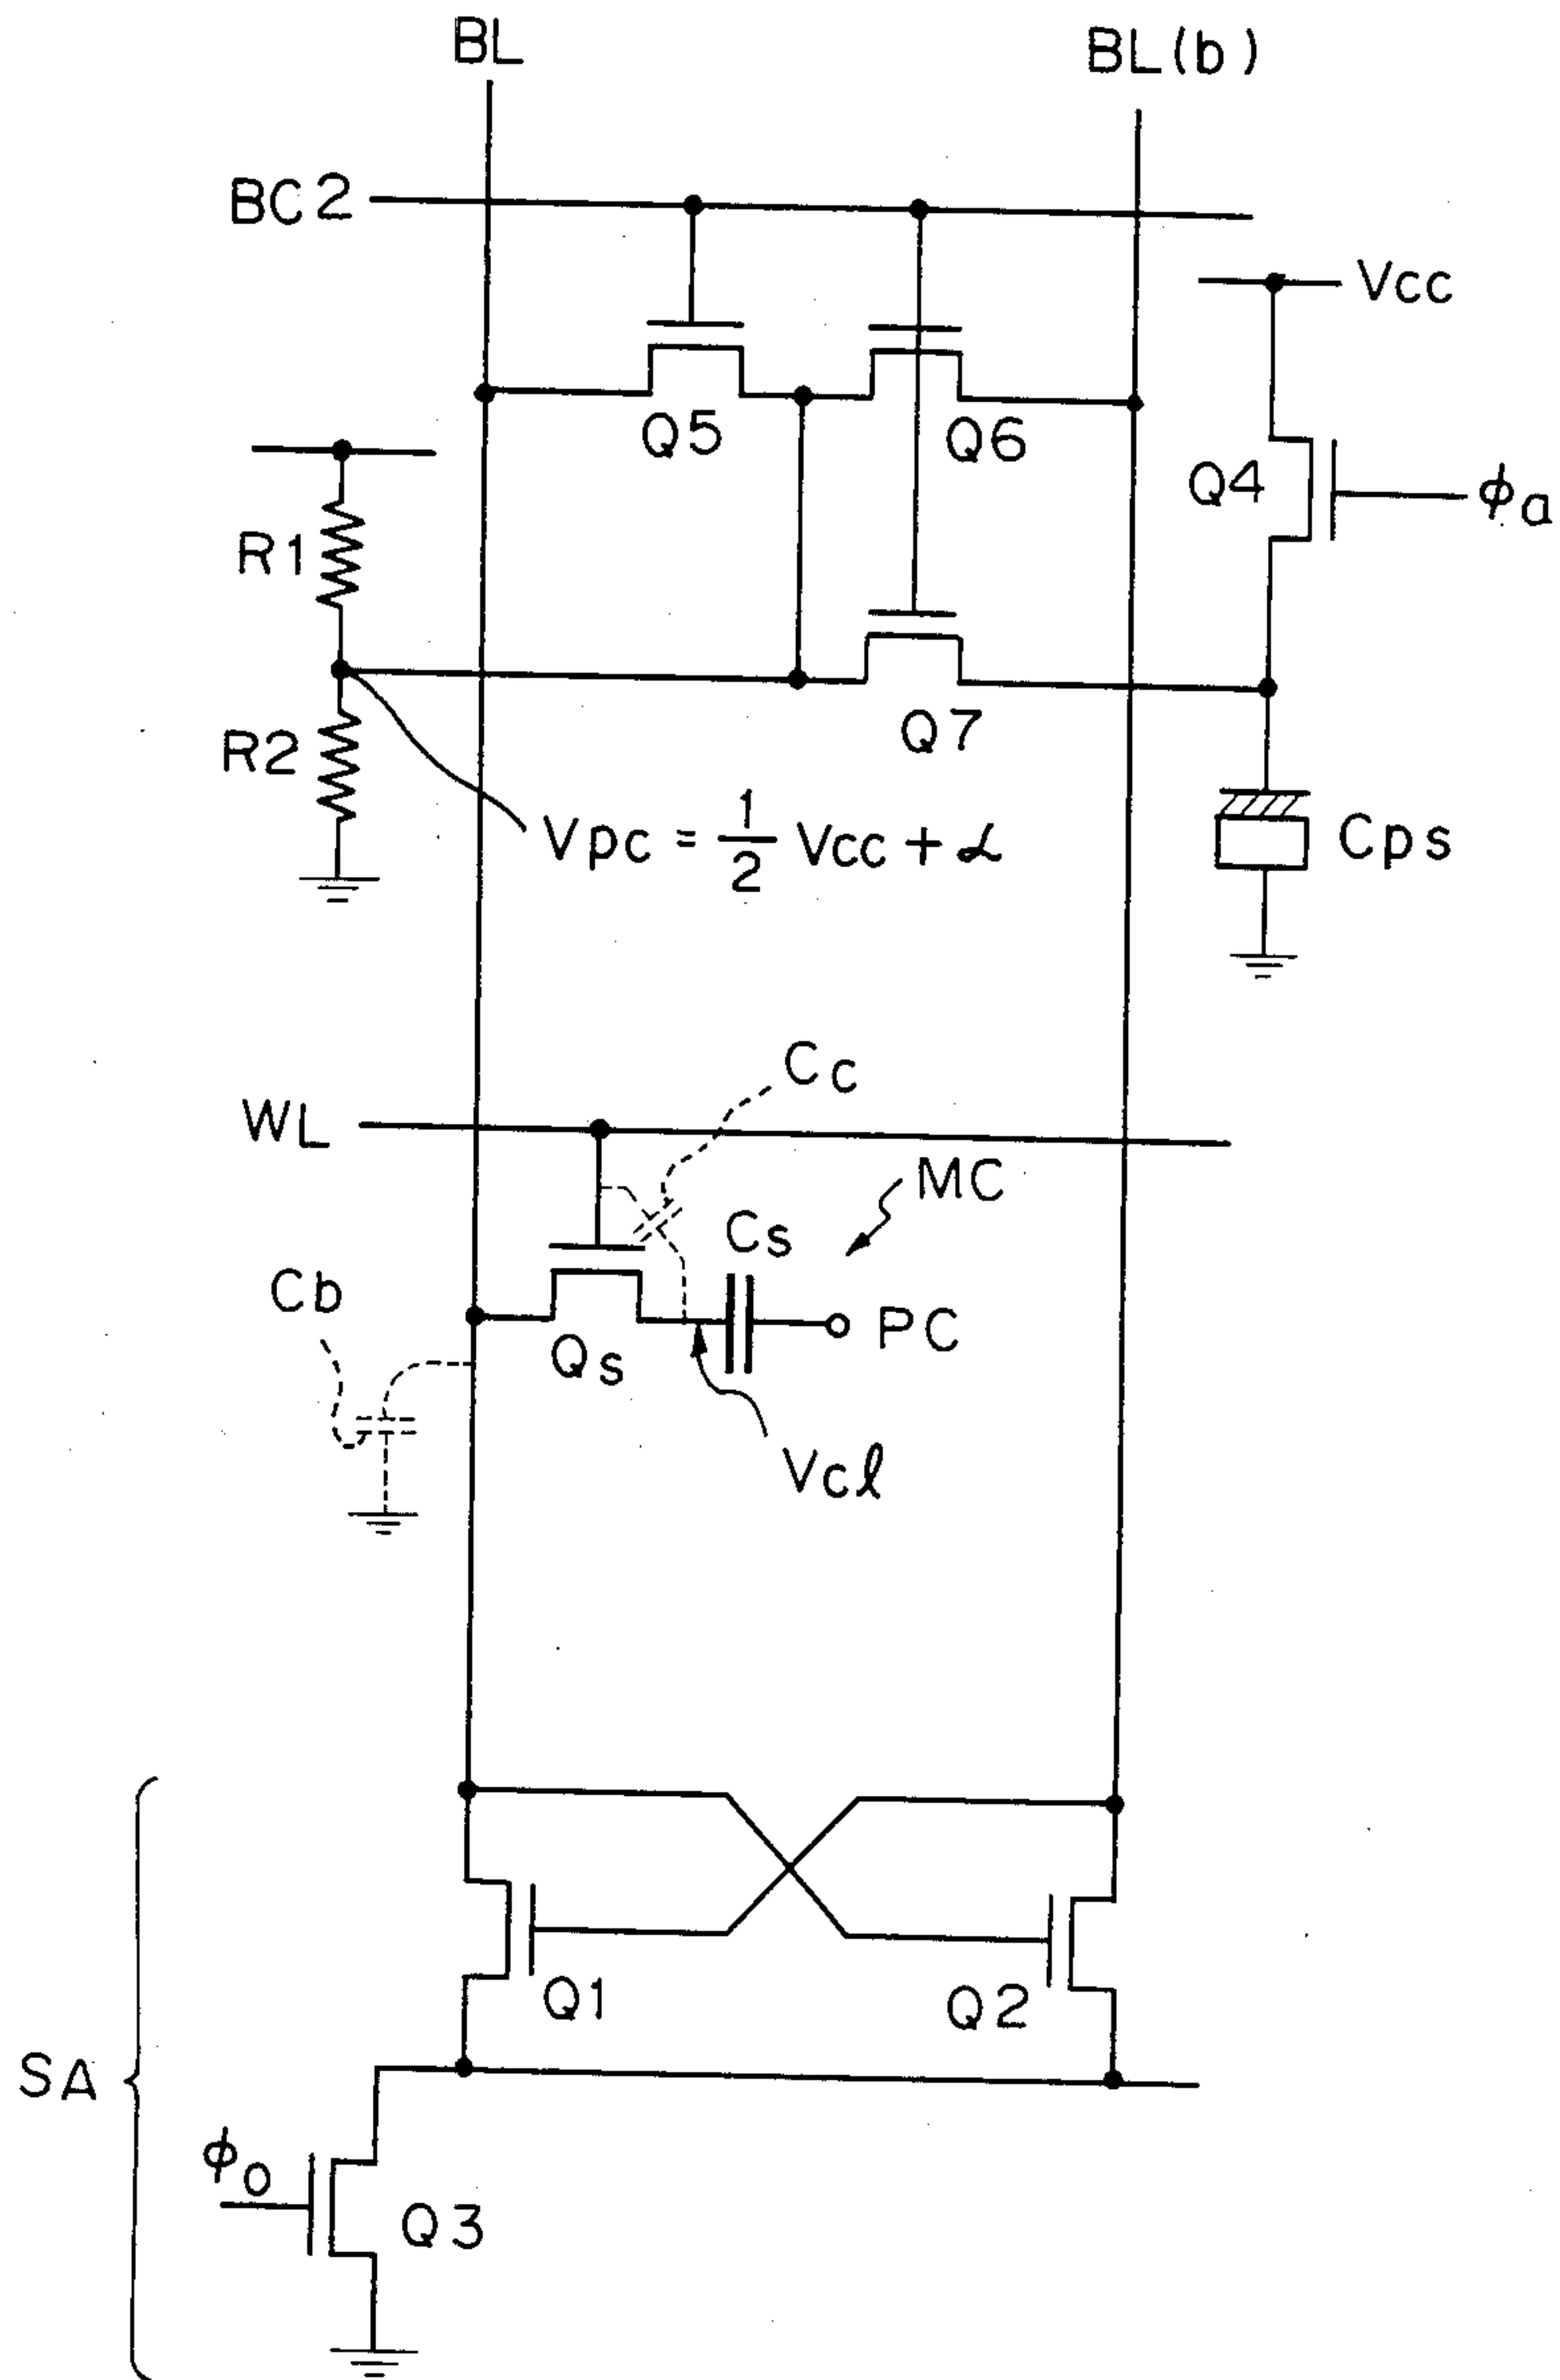 BL
BL(b)
BC2
Vcc
Q5
Q6
Q4
ϕa
R1
Q7
R2
Vpc = 1/2 Vcc + α
Cps
Cc
WL
MC
Cs
Cb
PC
Qs
Vcl
Q1
Q2
SA
ϕo
Q3